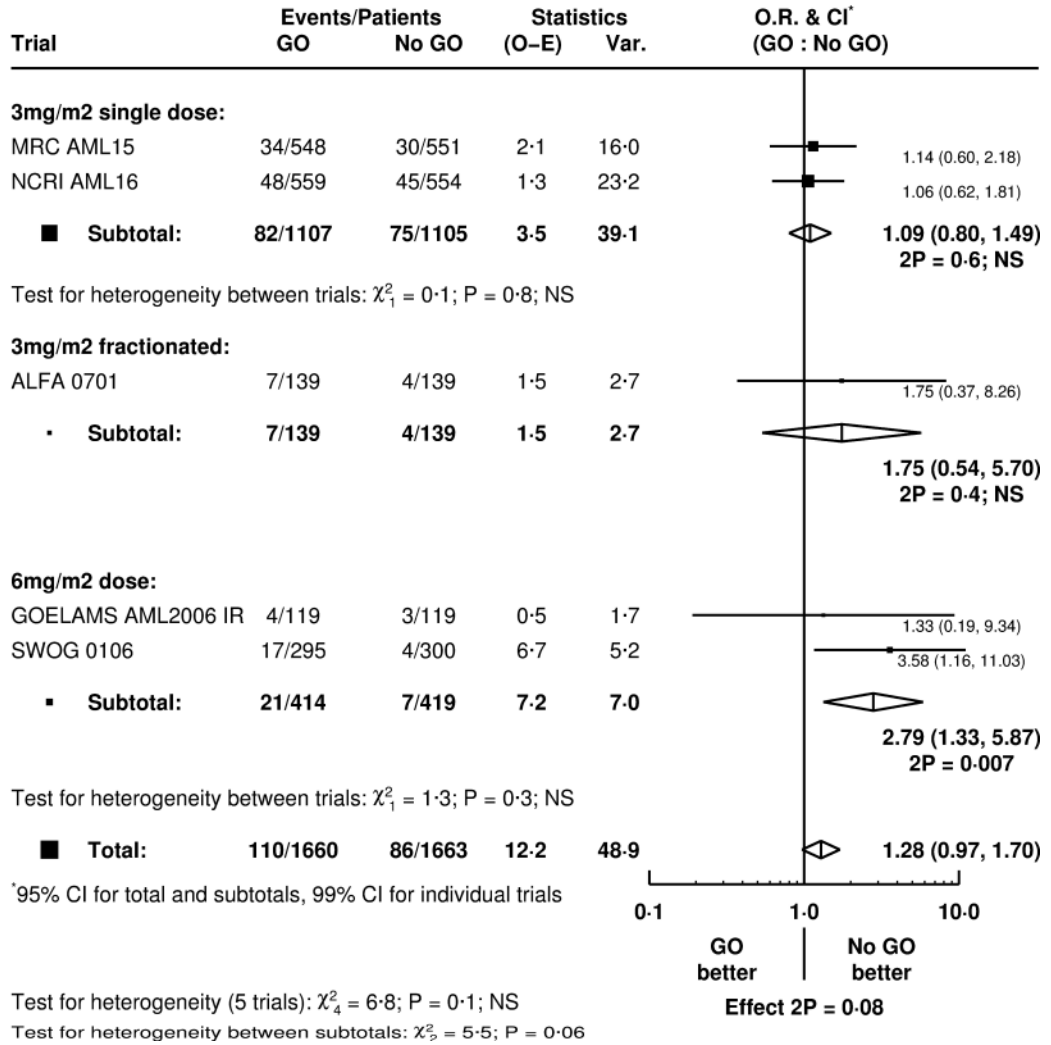 Events/Patients Statistics O.R. & CI*
Trial GO No GO (O−E) Var. (GO : No GO)
3mg/m2 single dose:
MRC AML15 34/548 30/551 2·1 16·0 1.14 (0.60, 2.18)
NCRI AML16 48/559 45/554 1·3 23·2 1.06 (0.62, 1.81)
Subtotal: 82/1107 75/1105 3·5 39·1 1.09 (0.80, 1.49)
2P = 0·6; NS
Test for heterogeneity between trials: χ²₁ = 0·1; P = 0·8; NS
3mg/m2 fractionated:
ALFA 0701 7/139 4/139 1·5 2·7 1.75 (0.37, 8.26)
Subtotal: 7/139 4/139 1·5 2·7
1.75 (0.54, 5.70)
2P = 0·4; NS
6mg/m2 dose:
GOELAMS AML2006 IR 4/119 3/119 0·5 1·7 1.33 (0.19, 9.34)
SWOG 0106 17/295 4/300 6·7 5·2 3.58 (1.16, 11.03)
Subtotal: 21/414 7/419 7·2 7·0
2.79 (1.33, 5.87)
2P = 0·007
Test for heterogeneity between trials: χ²₁ = 1·3; P = 0·3; NS
Total: 110/1660 86/1663 12·2 48·9 1.28 (0.97, 1.70)
*95% CI for total and subtotals, 99% CI for individual trials
0·1 1·0 10·0
GO No GO
better better
Test for heterogeneity (5 trials): χ²₄ = 6·8; P = 0·1; NS
Effect 2P = 0·08
Test for heterogeneity between subtotals: χ²₂ = 5·5; P = 0·06